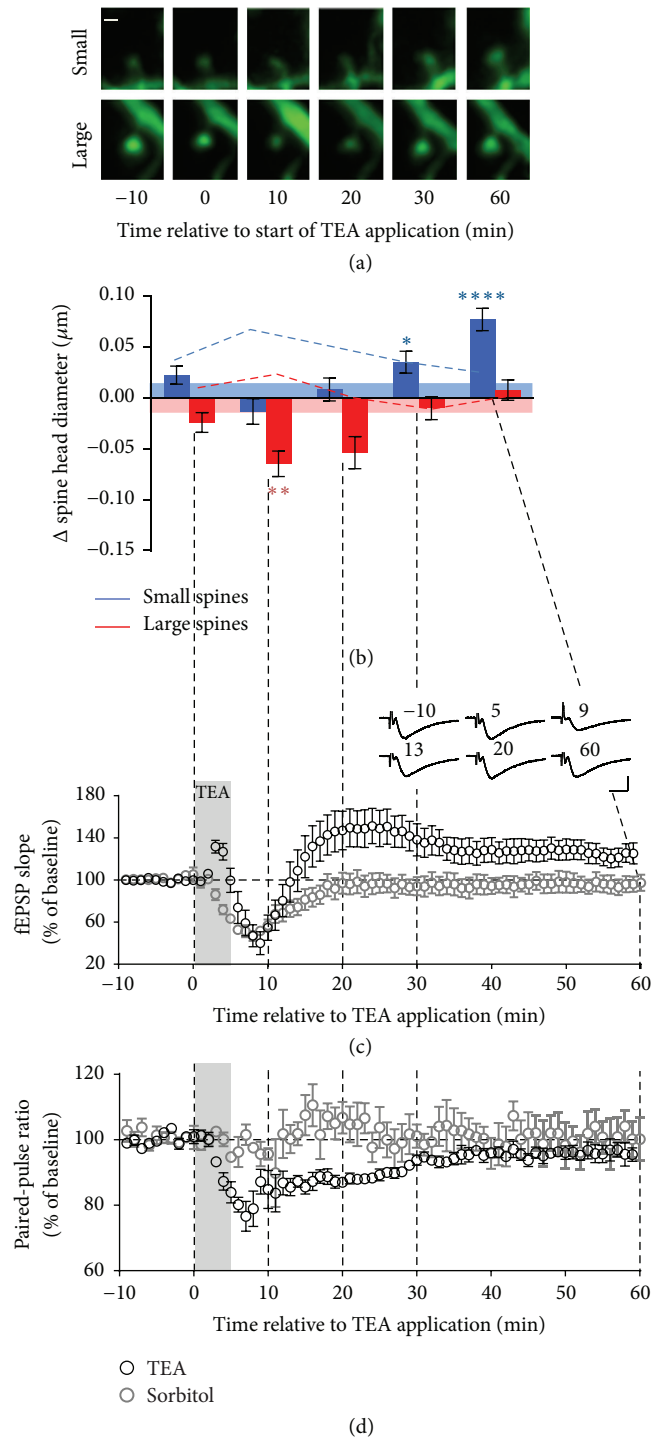 Small
Large
−10 0 10 20 30 60
Time relative to start of TEA application (min)
(a)
Δ spine head diameter (μm)
0.10
0.05
0.00
−0.05
−0.10
−0.15
****
*
**
Small spines
Large spines
(b)
−10 5 9
13 20 60
fEPSP slope
(% of baseline)
180
140
100
60
20
TEA
−10 0 10 20 30 40 50 60
Time relative to TEA application (min)
(c)
Paired-pulse ratio
(% of baseline)
120
100
80
60
−10 0 10 20 30 40 50 60
Time relative to TEA application (min)
TEA
Sorbitol
(d)